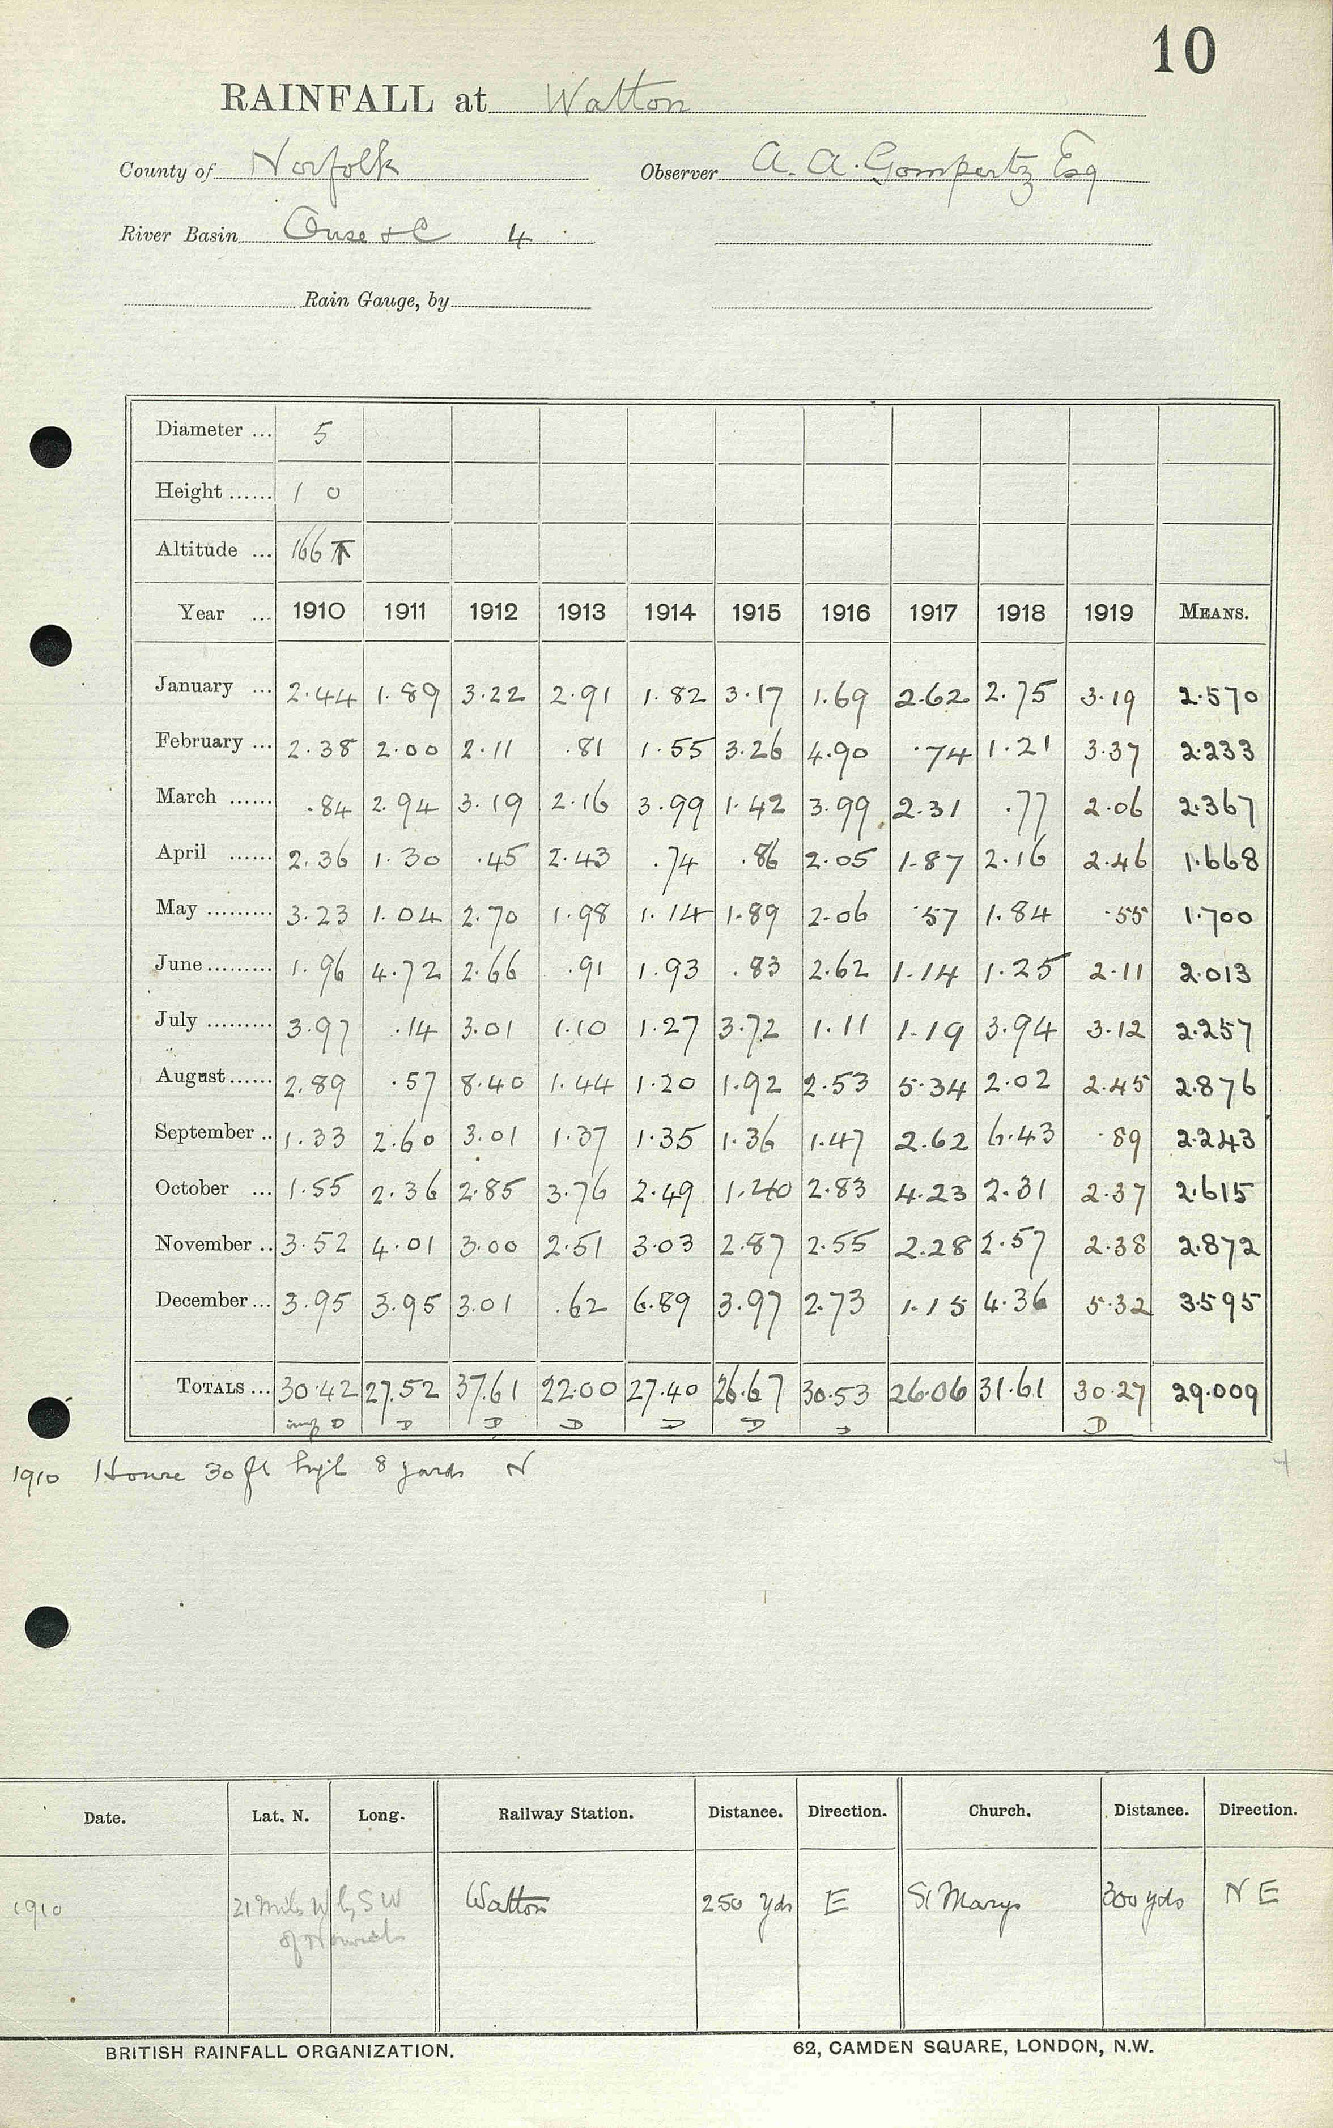 10
RAINFALL at Watton
County of Norfolk Observer A. A. Gompertz Esq
River Basin Ouse &c 4
Rain Gauge, by
Diameter ... 5
Height ...... 1 0
Altitude ... 166
Year ... 1910 1911 1912 1913 1914 1915 1916 1917 1918 1919 MEANS.
January ... 2.44 1.89 3.22 2.91 1.82 3.17 1.69 2.62 2.75 3.19 2.570
February ... 2.38 2.00 2.11 .81 1.55 3.26 4.90 .74 1.21 3.37 2.233
March ...... .84 2.94 3.19 2.16 3.99 1.42 3.99 2.31 .77 2.06 2.367
April ...... 2.36 1.30 .45 2.43 .74 .86 2.05 1.87 2.16 2.46 1.668
May ......... 3.23 1.04 2.70 1.98 1.14 1.89 2.06 .57 1.84 .55 1.700
June ......... 1.96 4.72 2.66 .91 1.93 .83 2.62 1.14 1.25 2.11 2.013
July ......... 3.97 .14 3.01 1.10 1.27 3.72 1.11 1.19 3.94 3.12 2.257
August ...... 2.89 .57 8.40 1.44 1.20 1.92 2.53 5.34 2.02 2.45 2.876
September .. 1.33 2.60 3.01 1.37 1.35 1.36 1.47 2.62 6.43 .89 2.243
October ... 1.55 2.36 2.85 3.76 2.49 1.40 2.83 4.23 2.31 2.37 2.615
November .. 3.52 4.01 3.00 2.51 3.03 2.87 2.55 2.28 2.57 2.38 2.872
December ... 3.95 3.95 3.01 .62 6.89 3.97 2.73 1.15 4.36 5.32 3.595
TOTALS ... 30.42 27.52 37.61 22.00 27.40 26.67 30.53 26.06 31.61 30.27 29.009
D D D D D D D
1910 House 30 ft high 8 yards N
4
Date. Lat. N. Long. Railway Station. Distance. Direction. Church. Distance. Direction.
1910 21 miles W by S W Watton 250 yds E St Marys 300 yds N E
of Norwich
BRITISH RAINFALL ORGANIZATION. 62, CAMDEN SQUARE, LONDON, N.W.